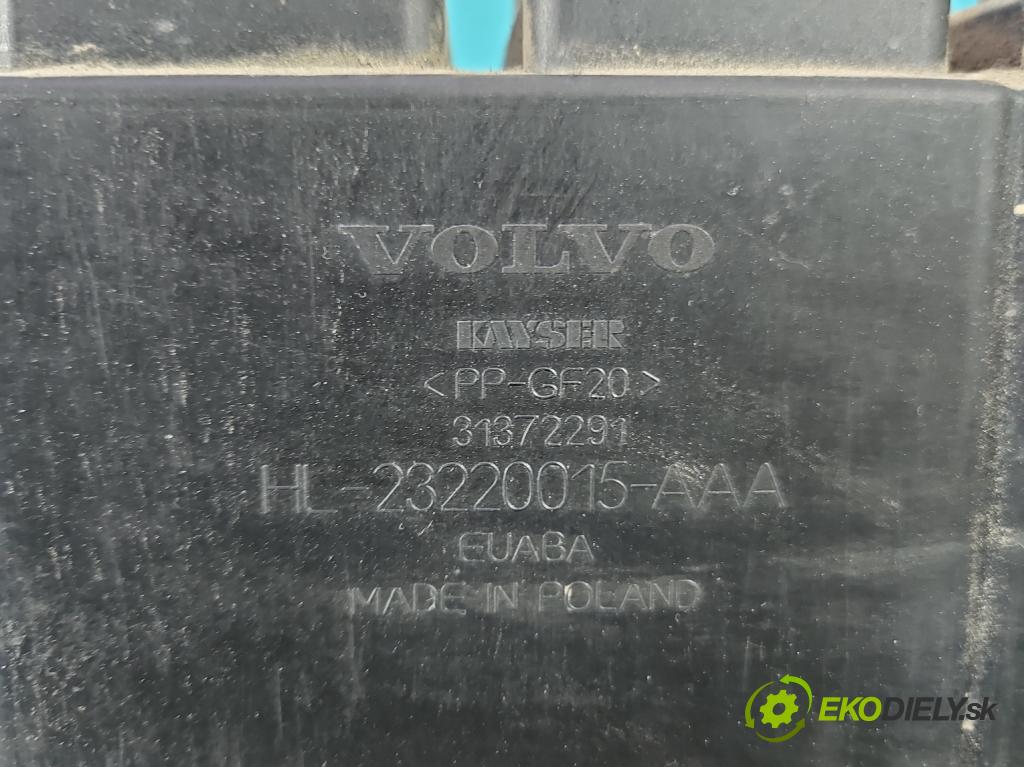 VOLVO
KAYSER
<PP-GF20>
31372291
HL-23220015-AAA
EUABA
MADE IN POLAND
EKODIELY.sk